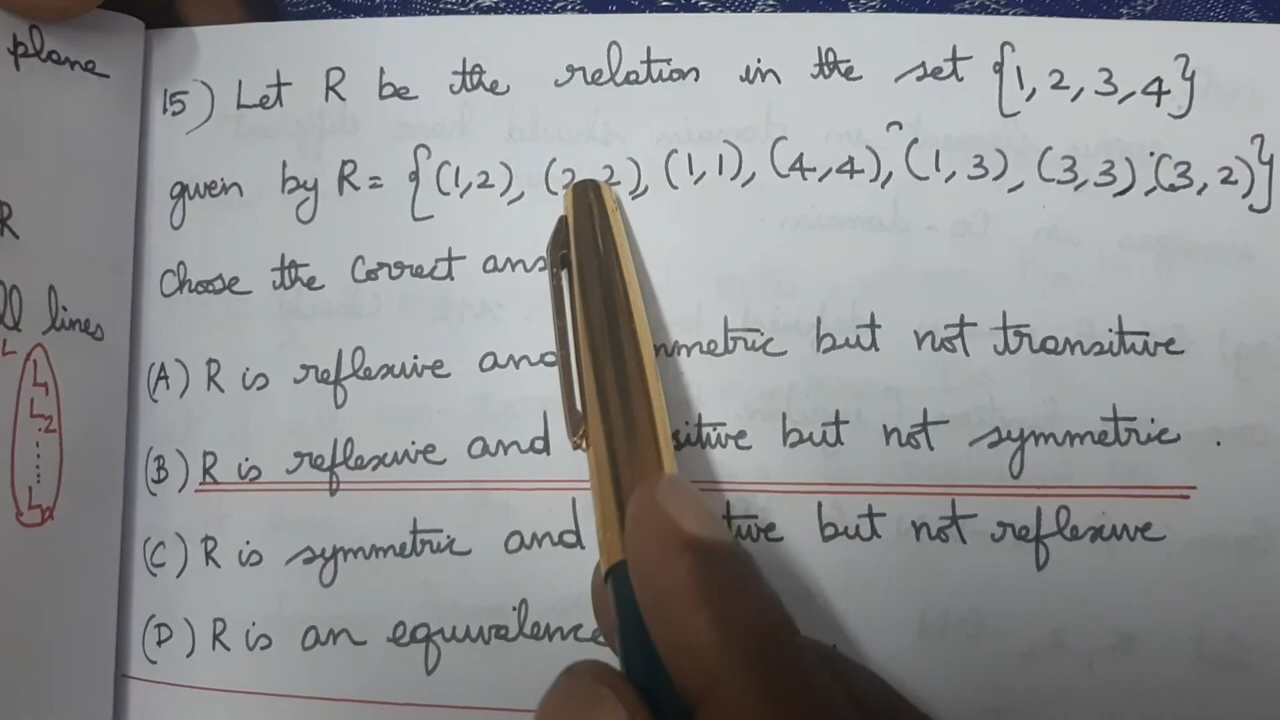 plane
R
ll lines
L
L1
L2
15) Let R be the relation in the set {1, 2, 3, 4}
given by R = {(1,2), (2,2), (1,1), (4,4), (1,3), (3,3), (3,2)}
Choose the Correct ans
(A) R is reflexive and mmetric but not transitive
(B) R is reflexive and sitive but not symmetric .
(C) R is symmetric and tive but not reflexive
(D) R is an equivalence